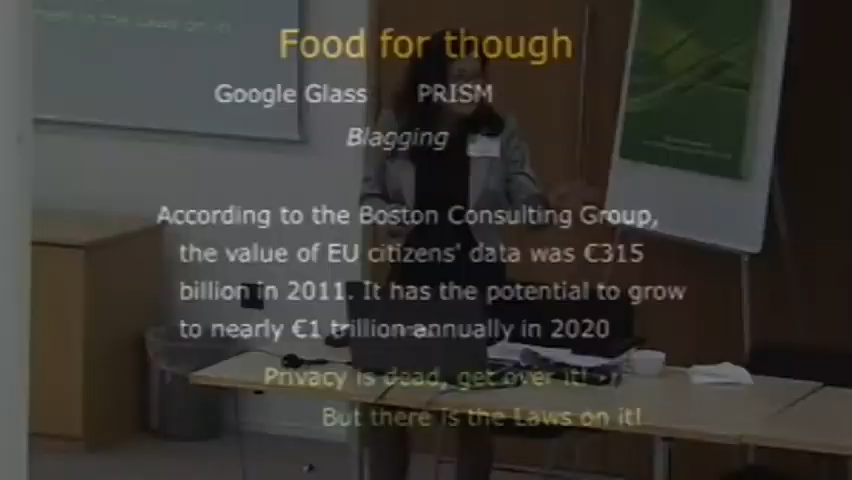 Food for though
Google Glass PRISM
Blagging
According to the Boston Consulting Group,
the value of EU citizens' data was €315
billion in 2011. It has the potential to grow
to nearly €1 trillion annually in 2020
Privacy is dead, get over it!
But there is the Laws on it!